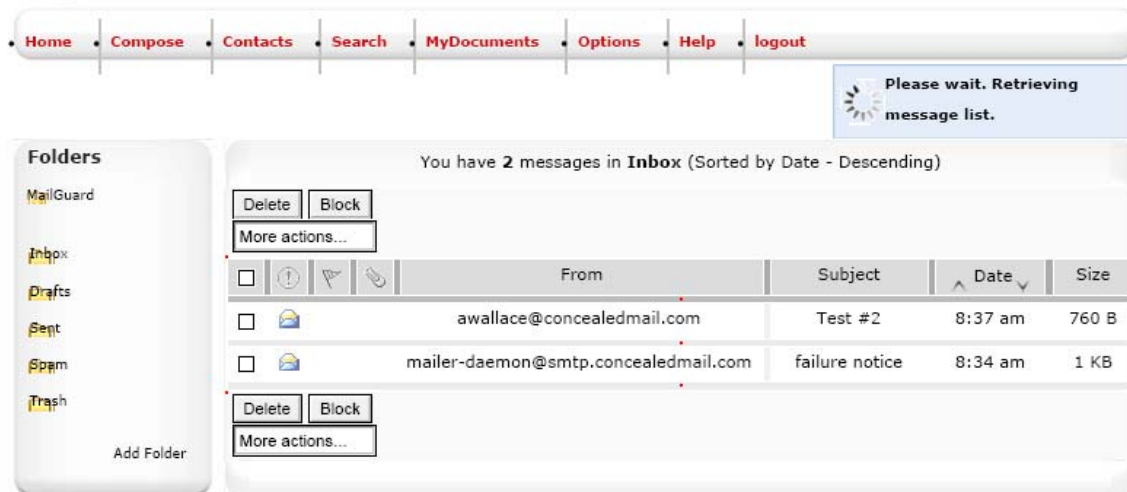 Home Compose Contacts Search MyDocuments Options Help logout
Please wait. Retrieving
message list.
Folders
MailGuard
Inbox
Drafts
Sent
Spam
Trash
Add Folder
You have 2 messages in Inbox (Sorted by Date - Descending)
Delete Block
More actions...
From Subject Date Size
awallace@concealedmail.com Test #2 8:37 am 760 B
mailer-daemon@smtp.concealedmail.com failure notice 8:34 am 1 KB
Delete Block
More actions...